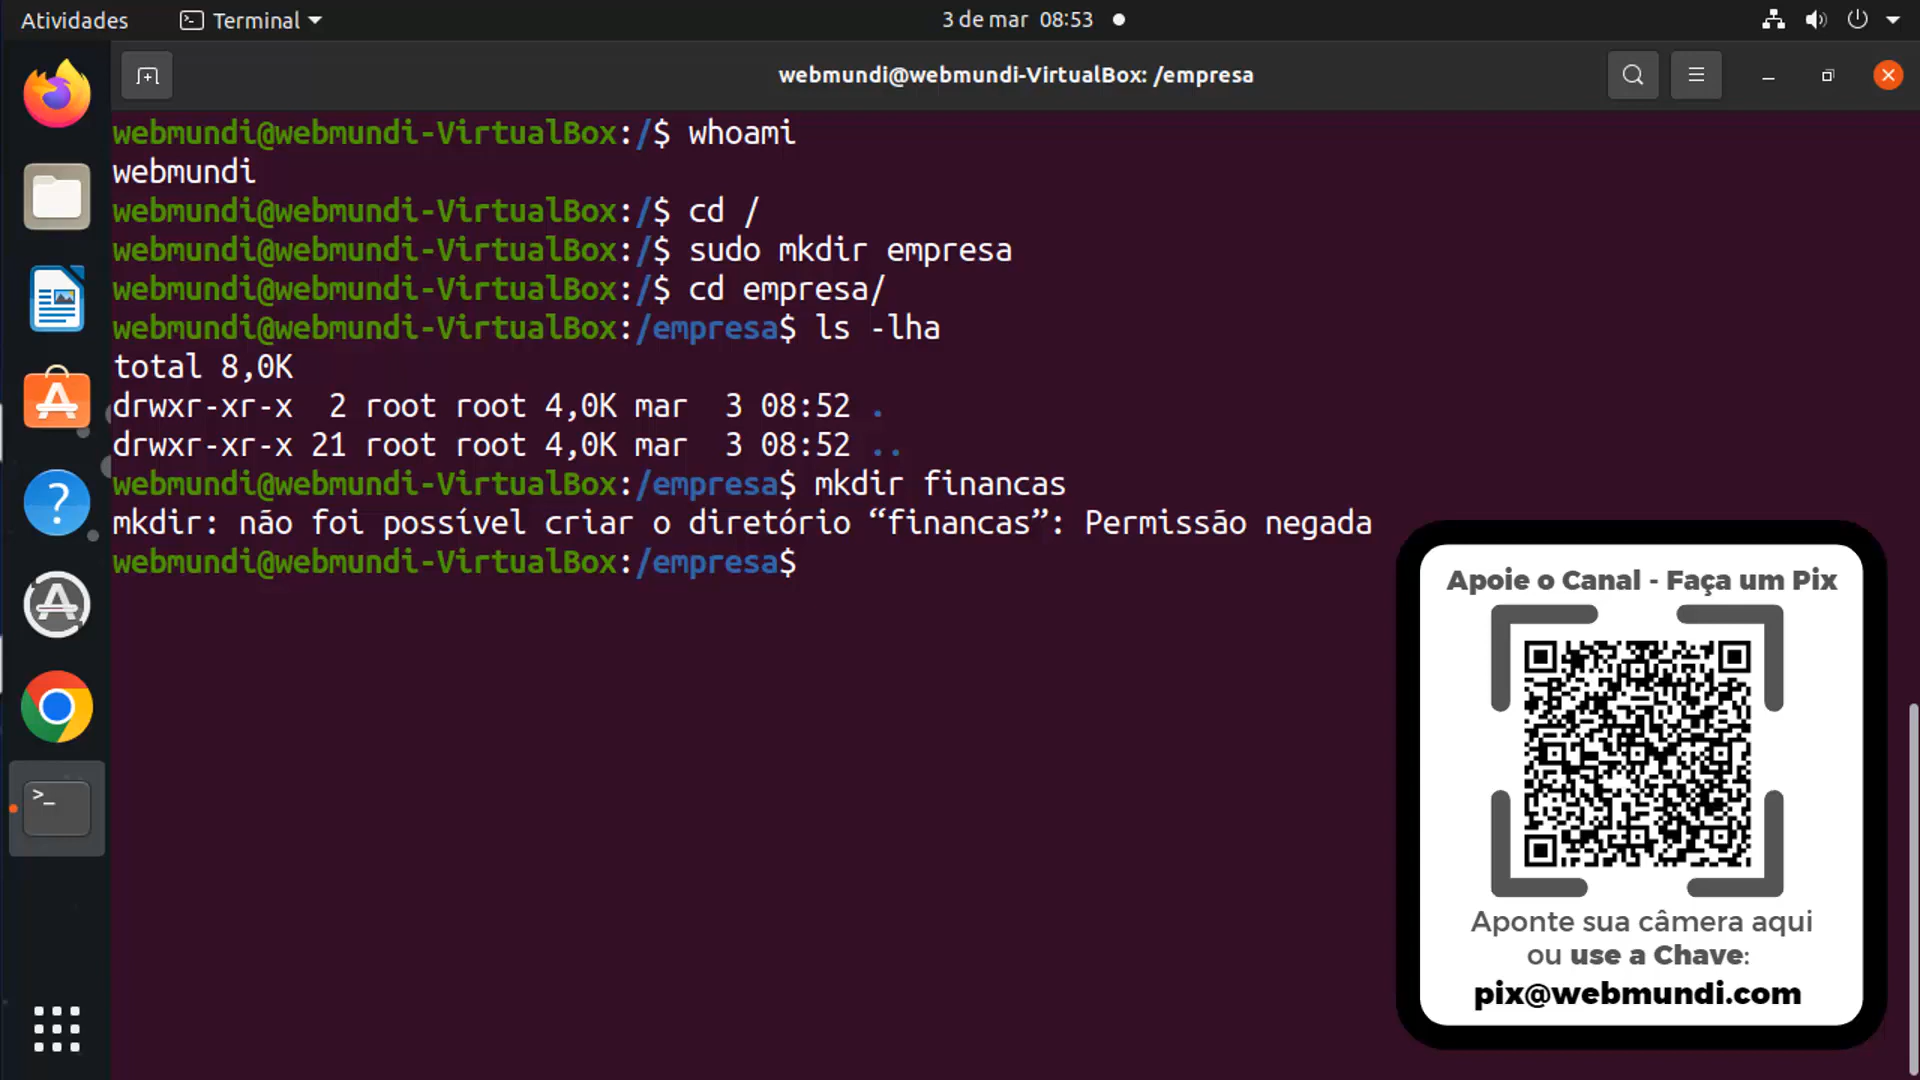 Atividades
Terminal
3 de mar 08:53
webmundi@webmundi-VirtualBox: /empresa
webmundi@webmundi-VirtualBox:/$ whoami
webmundi
webmundi@webmundi-VirtualBox:/$ cd /
webmundi@webmundi-VirtualBox:/$ sudo mkdir empresa
webmundi@webmundi-VirtualBox:/$ cd empresa/
webmundi@webmundi-VirtualBox:/empresa$ ls -lha
total 8,0K
drwxr-xr-x  2 root root 4,0K mar  3 08:52 .
drwxr-xr-x 21 root root 4,0K mar  3 08:52 ..
webmundi@webmundi-VirtualBox:/empresa$ mkdir financas
mkdir: não foi possível criar o diretório “financas”: Permissão negada
webmundi@webmundi-VirtualBox:/empresa$
Apoie o Canal - Faça um Pix
Aponte sua câmera aqui
ou use a Chave:
pix@webmundi.com